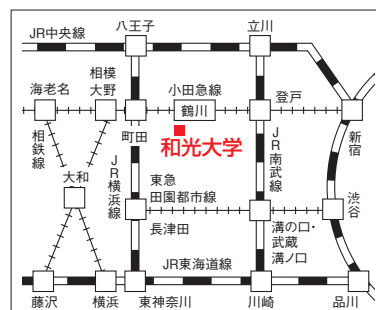 JR中央線
八王子
立川
海老名
相模
大野
小田急線
鶴川
登戸
新宿
町田
和光大学
相鉄線
JR横浜線
JR南武線
大和
東急
田園都市線
長津田
渋谷
溝の口・
武蔵
溝ノ口
JR東海道線
藤沢
横浜
東神奈川
川崎
品川